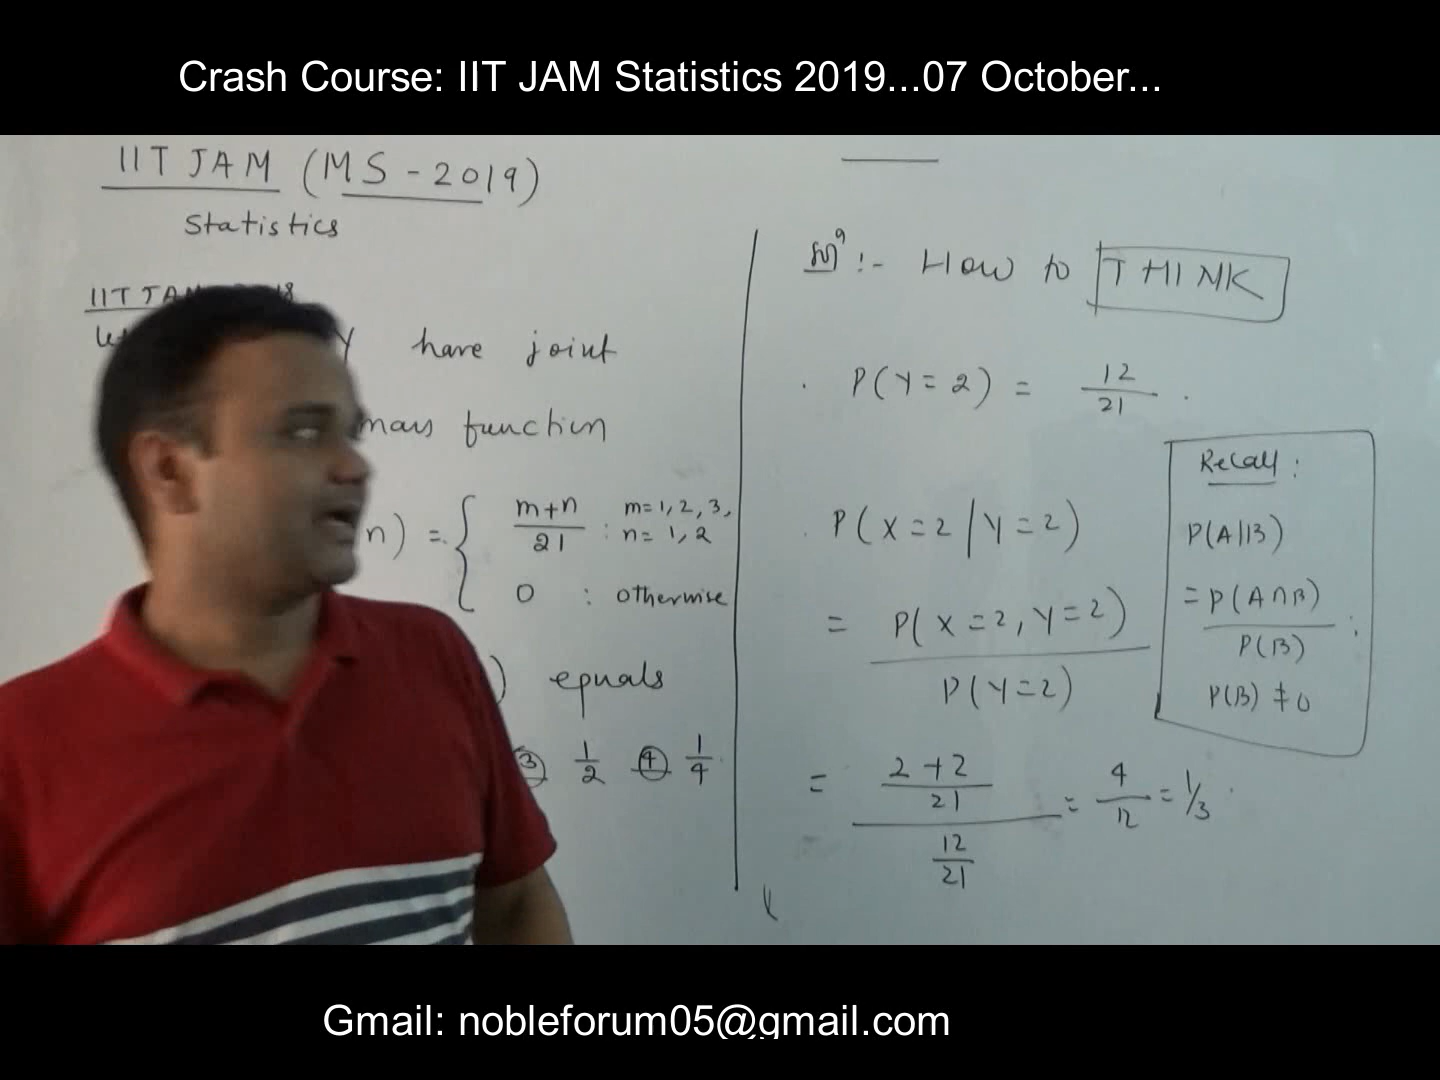 Crash Course: IIT JAM Statistics 2019...07 October...
IIT JAM (MS - 2019)
Statistics
IIT JAM
Y have joint
mass function
n) = { m+n/21 : m=1,2,3, n=1,2
0 : otherwise
) equals
③ 1/2 ④ 1/4
:- How to THINK
P(Y=2) = 12/21
P(X=2/Y=2)
= P(X=2, Y=2) / P(Y=2)
= (2+2)/21 / 12/21 = 4/12 = 1/3
Recall :
P(A|B)
= P(A∩B) / P(B) :
P(B) ≠ 0
Gmail: nobleforum05@gmail.com